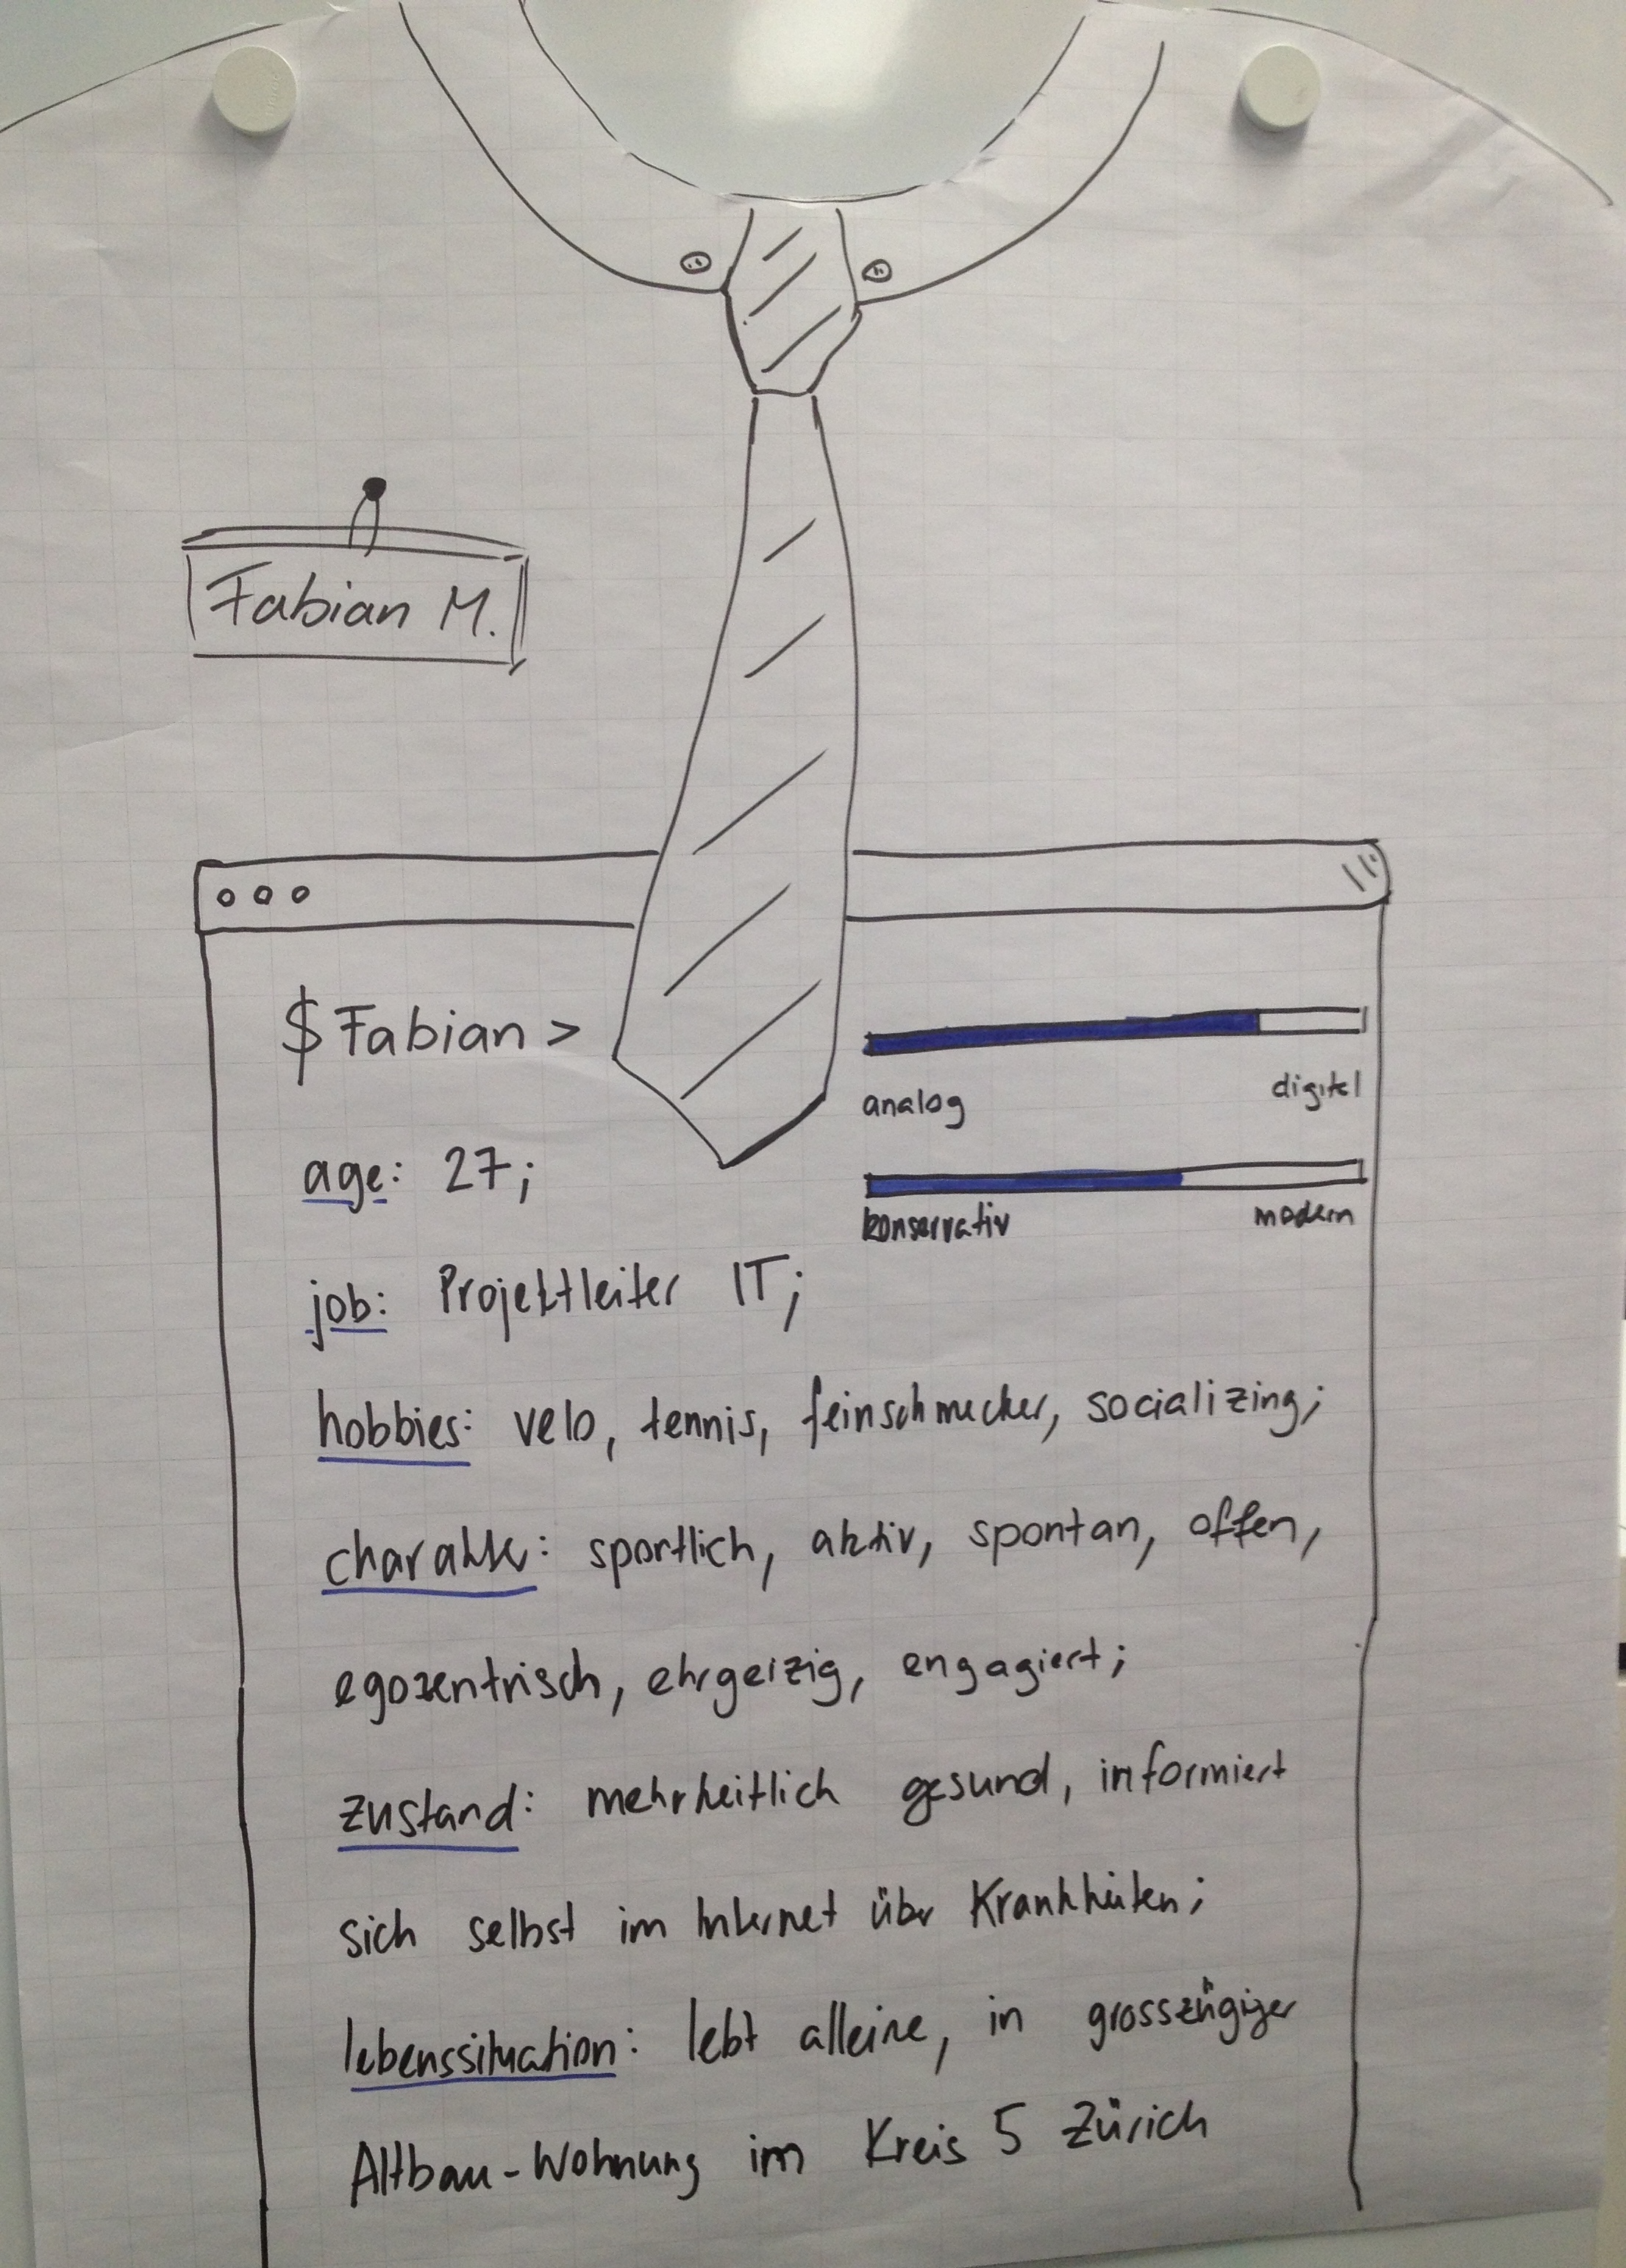 Fabian M.
$ Fabian >
analog digital
age: 27;
konservativ modern
job: Projektleiter IT;
hobbies: velo, tennis, feinschmecker, socializing;
charakter: sportlich, aktiv, spontan, offen,
egozentrisch, ehrgeizig, engagiert;
zustand: mehrheitlich gesund, informiert
sich selbst im Internet über Krankheiten;
lebenssituation: lebt alleine, in grosszügiger
Altbau-Wohnung im Kreis 5 Zürich